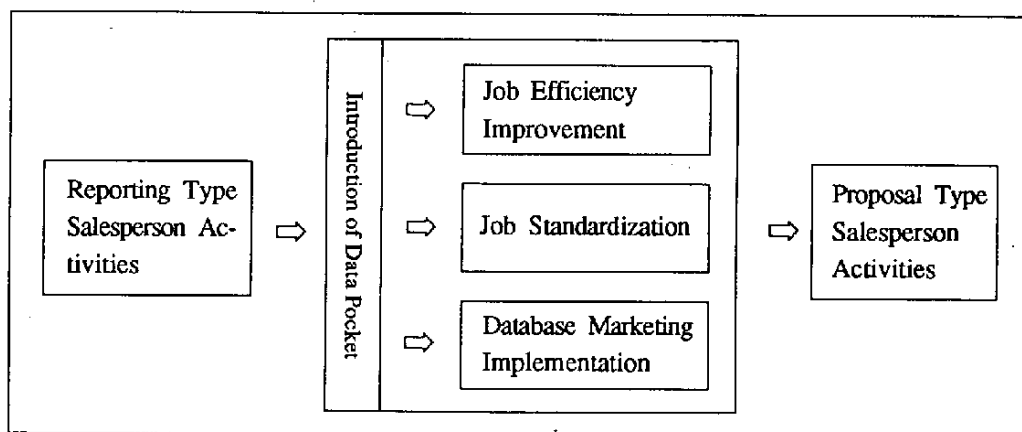 Reporting Type
Salesperson Ac-
tivities
Introduction of Data Pocket
Job Efficiency
Improvement
Job Standardization
Database Marketing
Implementation
Proposal Type
Salesperson
Activities